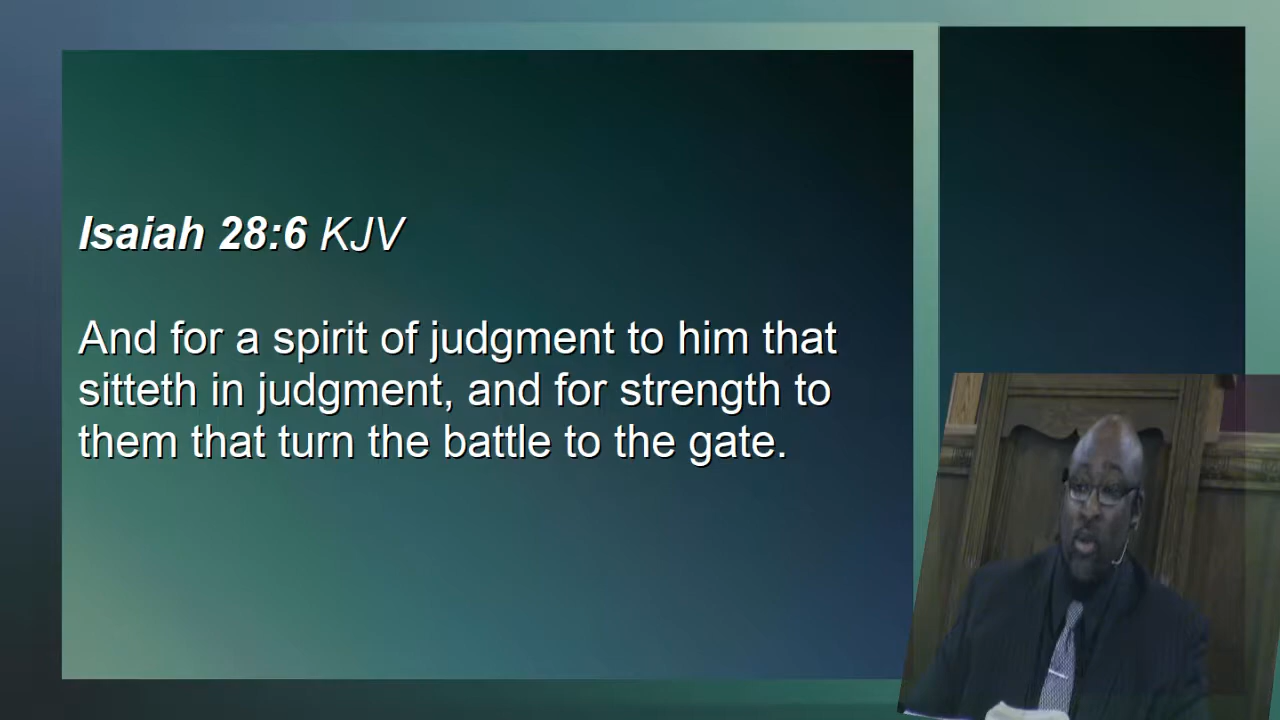 Isaiah 28:6 KJV
And for a spirit of judgment to him that
sitteth in judgment, and for strength to
them that turn the battle to the gate.